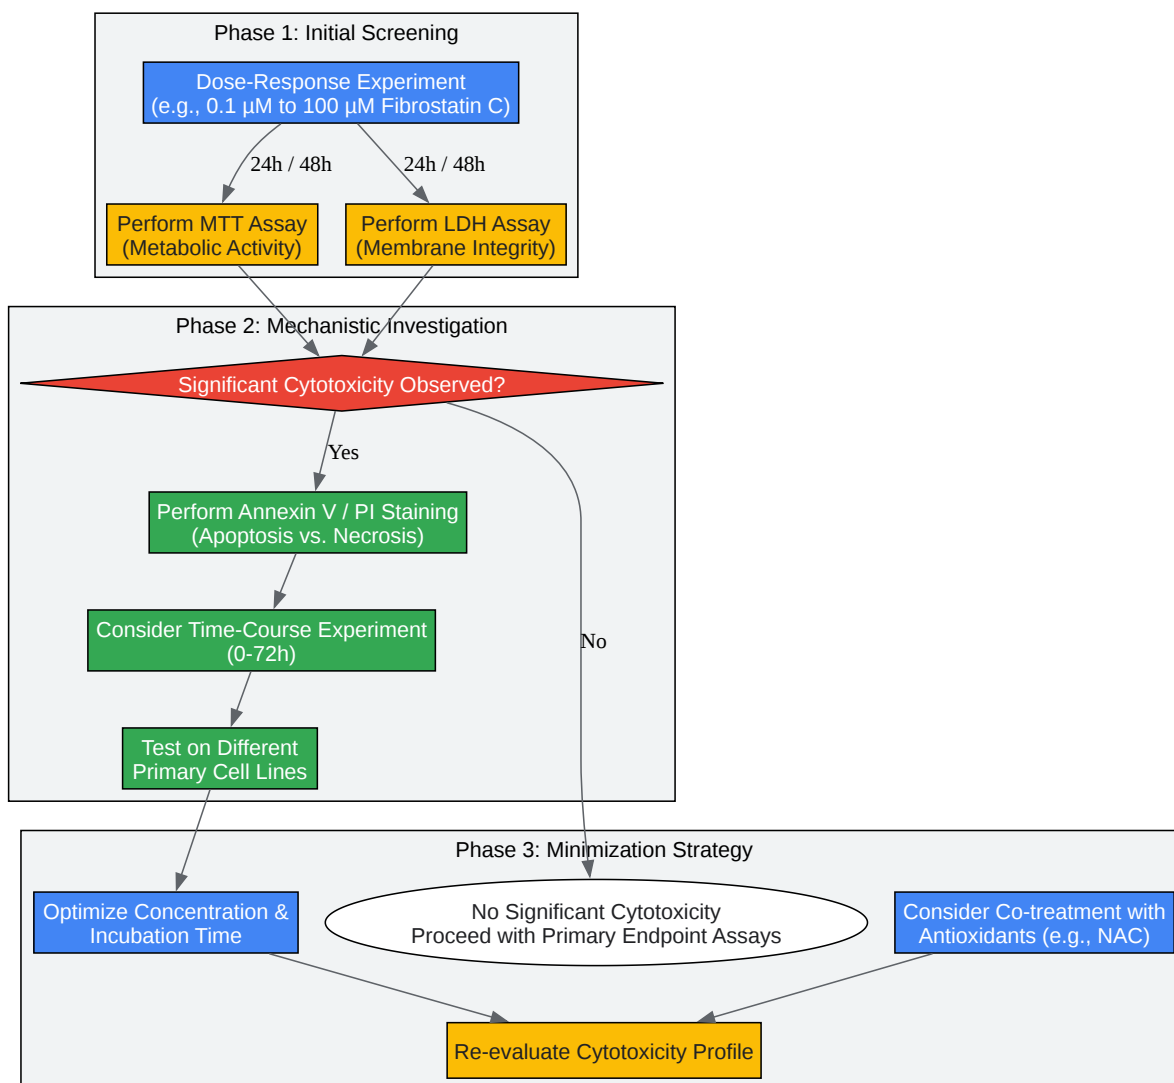 Phase 1: Initial Screening
Dose-Response Experiment
(e.g., 0.1 µM to 100 µM Fibrostatin C)
24h / 48h
24h / 48h
Perform MTT Assay
(Metabolic Activity)
Perform LDH Assay
(Membrane Integrity)
Phase 2: Mechanistic Investigation
Significant Cytotoxicity Observed?
Yes
Perform Annexin V / PI Staining
(Apoptosis vs. Necrosis)
Consider Time-Course Experiment
(0-72h)
No
Test on Different
Primary Cell Lines
Phase 3: Minimization Strategy
Optimize Concentration &
Incubation Time
No Significant Cytotoxicity
Proceed with Primary Endpoint Assays
Consider Co-treatment with
Antioxidants (e.g., NAC)
Re-evaluate Cytotoxicity Profile